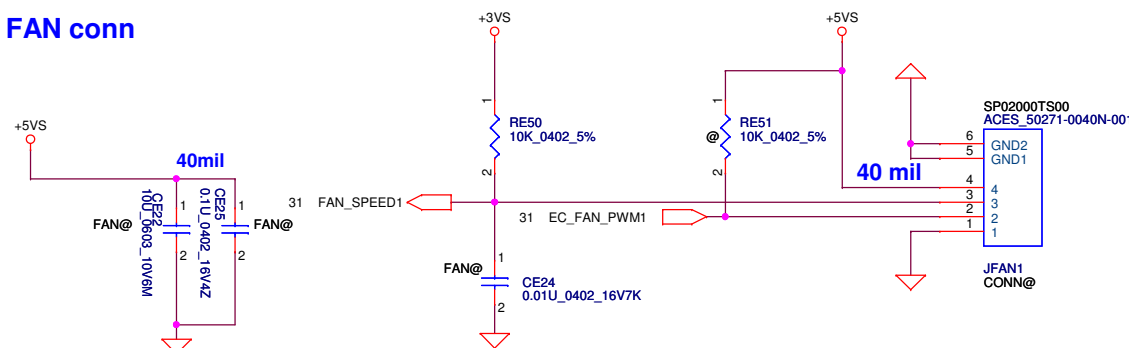 FAN conn
+3VS
+5VS
+5VS
40mil
1
CE22
10U_0603_10V6M
FAN@
2
1
CE25
0.1U_0402_16V4Z
FAN@
2
1
RE50
10K_0402_5%
2
31 FAN_SPEED1
FAN@
1
CE24
0.01U_0402_16V7K
2
1
RE51
@
10K_0402_5%
2
31 EC_FAN_PWM1
40 mil
SP02000TS00
ACES_50271-0040N-001
6 GND2
5 GND1
4 4
3 3
2 2
1 1
JFAN1
CONN@